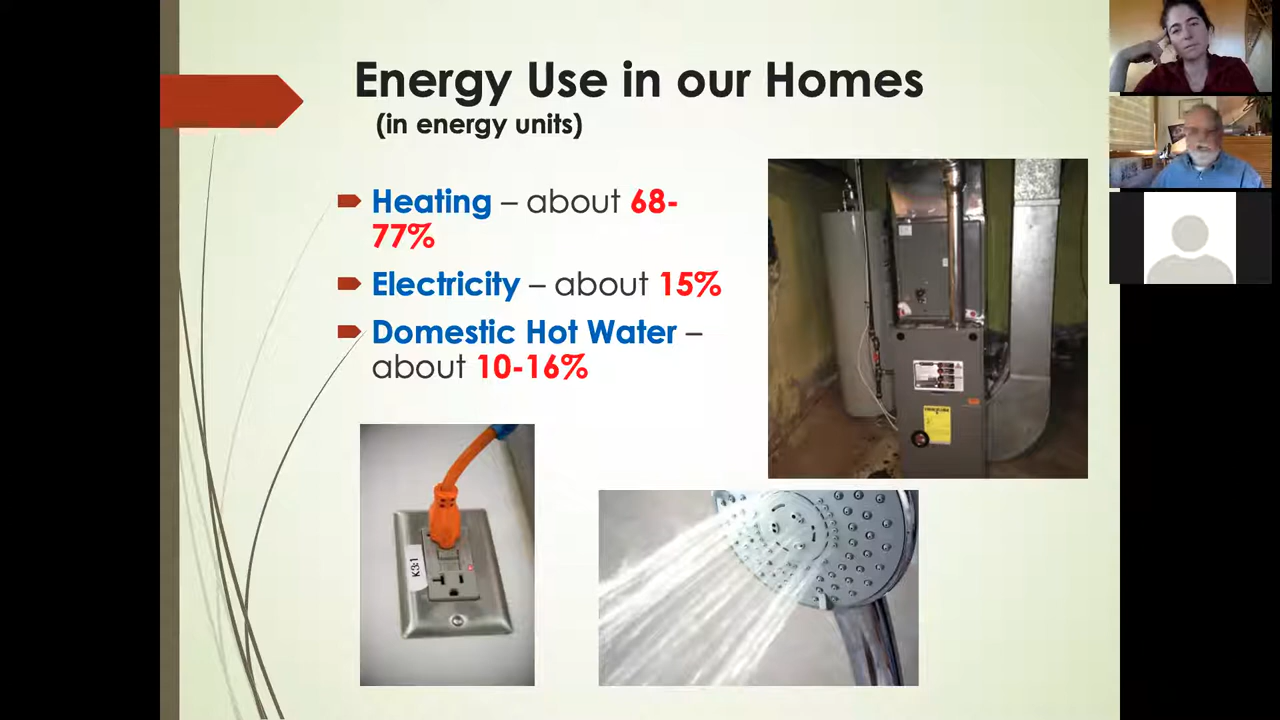 Energy Use in our Homes
(in energy units)
Heating – about 68-
77%
Electricity – about 15%
Domestic Hot Water –
about 10-16%
K3:1